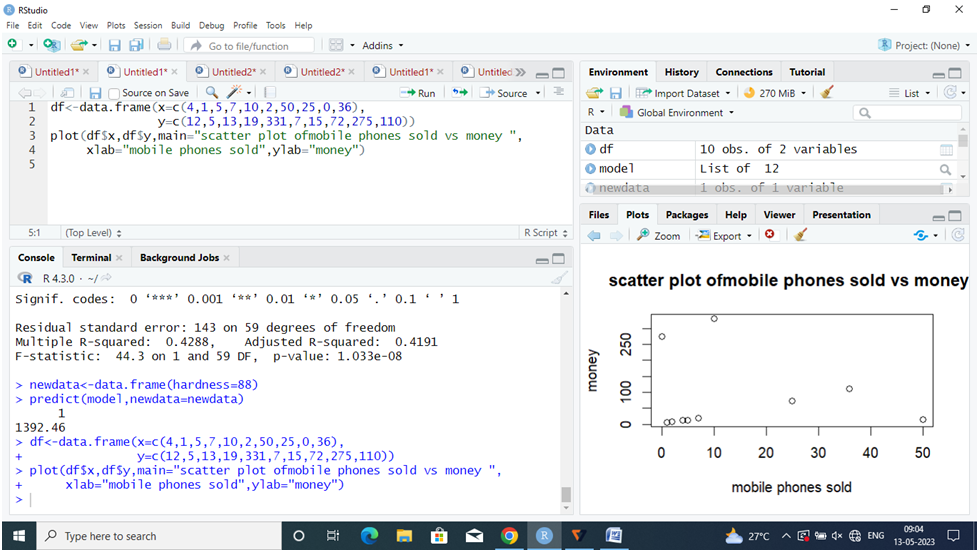 RStudio
File Edit Code View Plots Session Build Debug Profile Tools Help
Go to file/function Addins Project: (None)
Untitled1* Untitled1* Untitled2* Untitled2* Untitled1* Untitled
Source on Save Run Source
1 df<-data.frame(x=c(4,1,5,7,10,2,50,25,0,36),
2 y=c(12,5,13,19,331,7,15,72,275,110))
3 plot(df$x,df$y,main="scatter plot ofmobile phones sold vs money ",
4 xlab="mobile phones sold",ylab="money")
5
5:1 (Top Level) R Script
Console Terminal Background Jobs
R 4.3.0 · ~/
Signif. codes: 0 ‘***’ 0.001 ‘**’ 0.01 ‘*’ 0.05 ‘.’ 0.1 ‘ ’ 1
Residual standard error: 143 on 59 degrees of freedom
Multiple R-squared: 0.4288, Adjusted R-squared: 0.4191
F-statistic: 44.3 on 1 and 59 DF, p-value: 1.033e-08
> newdata<-data.frame(hardness=88)
> predict(model,newdata=newdata)
1
1392.46
> df<-data.frame(x=c(4,1,5,7,10,2,50,25,0,36),
+ y=c(12,5,13,19,331,7,15,72,275,110))
> plot(df$x,df$y,main="scatter plot ofmobile phones sold vs money ",
+ xlab="mobile phones sold",ylab="money")
>
Environment History Connections Tutorial
Import Dataset 270 MiB List
R Global Environment
Data
df 10 obs. of 2 variables
model List of 12
newdata 1 obs. of 1 variable
Files Plots Packages Help Viewer Presentation
Zoom Export
scatter plot ofmobile phones sold vs money
money
250
100
0
0 10 20 30 40 50
mobile phones sold
Type here to search
27°C ENG 09:04
13-05-2023